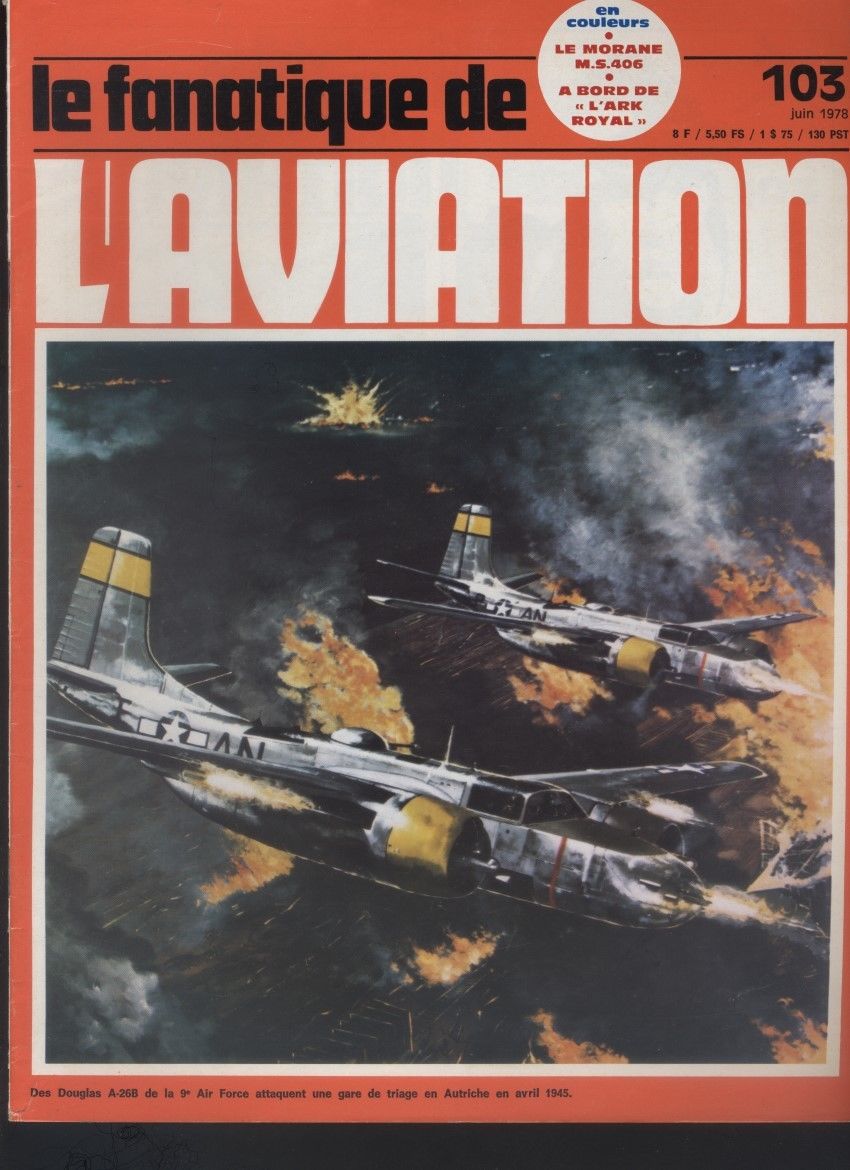 en
couleurs
•
LE MORANE
M.S.406
•
A BORD DE
« L'ARK
ROYAL »
le fanatique de
103
juin 1978
8 F / 5,50 FS / 1 $ 75 / 130 PST
L'AVIATION
AN
AN
Des Douglas A-26B de la 9e Air Force attaquent une gare de triage en Autriche en avril 1945.